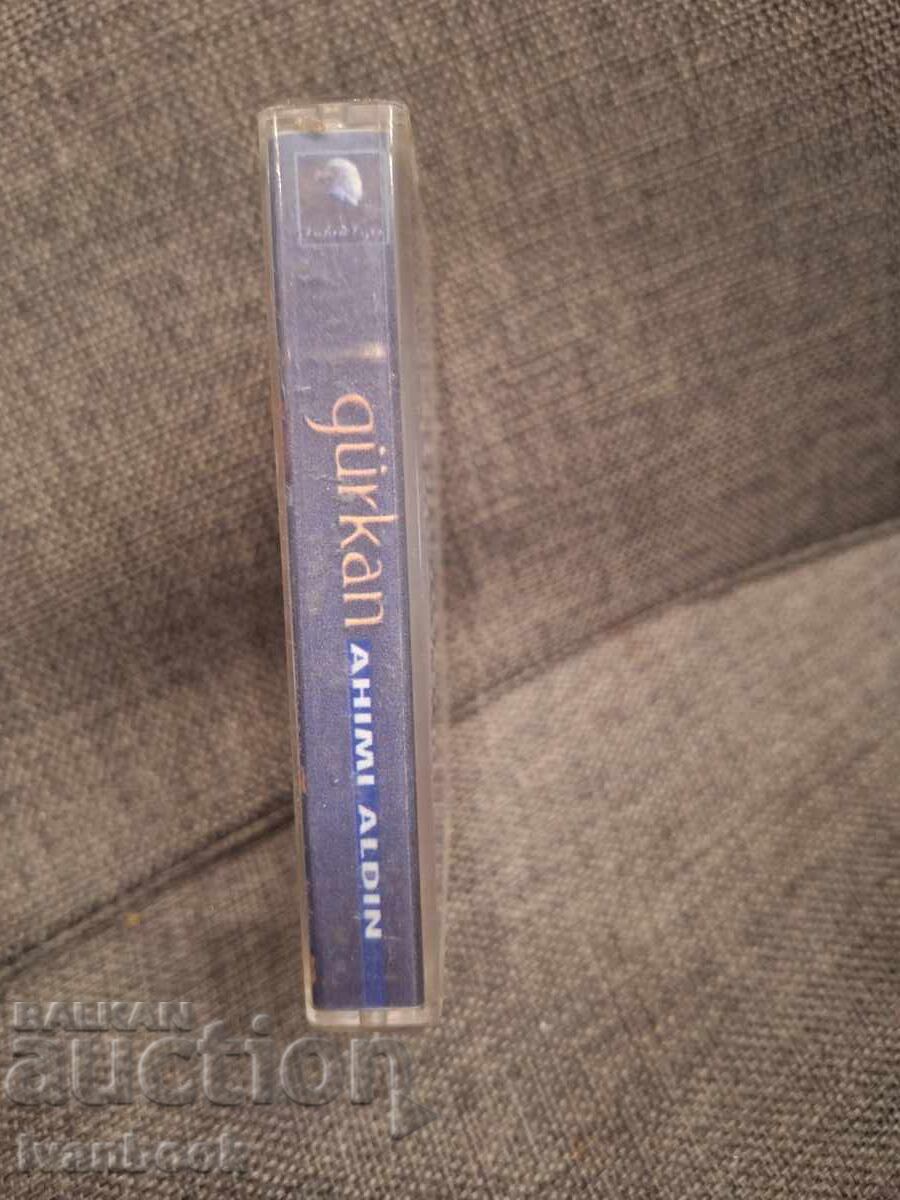 gürkan
AHIMI ALDIN
BALKAN
auction
ivanbook